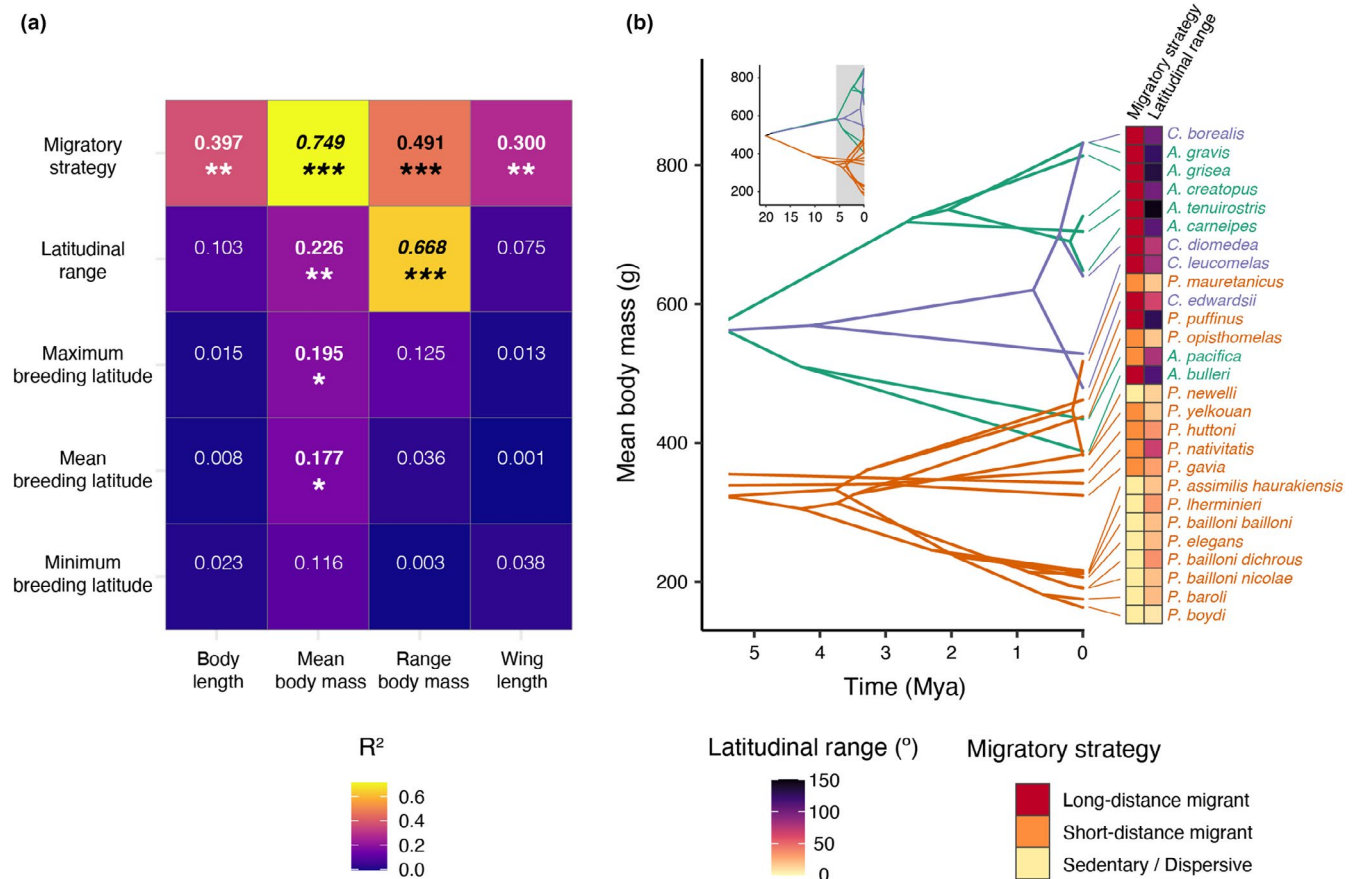 (a)
Migratory
strategy
0.397
**
0.749
***
0.491
***
0.300
**
Latitudinal
range
0.103
0.226
**
0.668
***
0.075
Maximum
breeding latitude
0.015
0.195
*
0.125
0.013
Mean
breeding latitude
0.008
0.177
*
0.036
0.001
Minimum
breeding latitude
0.023
0.116
0.003
0.038
Body
length
Mean
body mass
Range
body mass
Wing
length
R²
0.6
0.4
0.2
0.0
(b)
Mean body mass (g)
800
600
400
200
5
4
3
2
1
0
Time (Mya)
800
600
400
200
20
15
10
5
0
Migratory strategy
Latitudinal range
C. borealis
A. gravis
A. grisea
A. creatopus
A. tenuirostris
A. carneipes
C. diomedea
C. leucomelas
P. mauretanicus
C. edwardsii
P. puffinus
P. opisthomelas
A. pacifica
A. bulleri
P. newelli
P. yelkouan
P. huttoni
P. nativitatis
P. gavia
P. assimilis haurakiensis
P. lherminieri
P. bailloni bailloni
P. elegans
P. bailloni dichrous
P. bailloni nicolae
P. baroli
P. boydi
Latitudinal range (º)
150
100
50
0
Migratory strategy
Long-distance migrant
Short-distance migrant
Sedentary / Dispersive